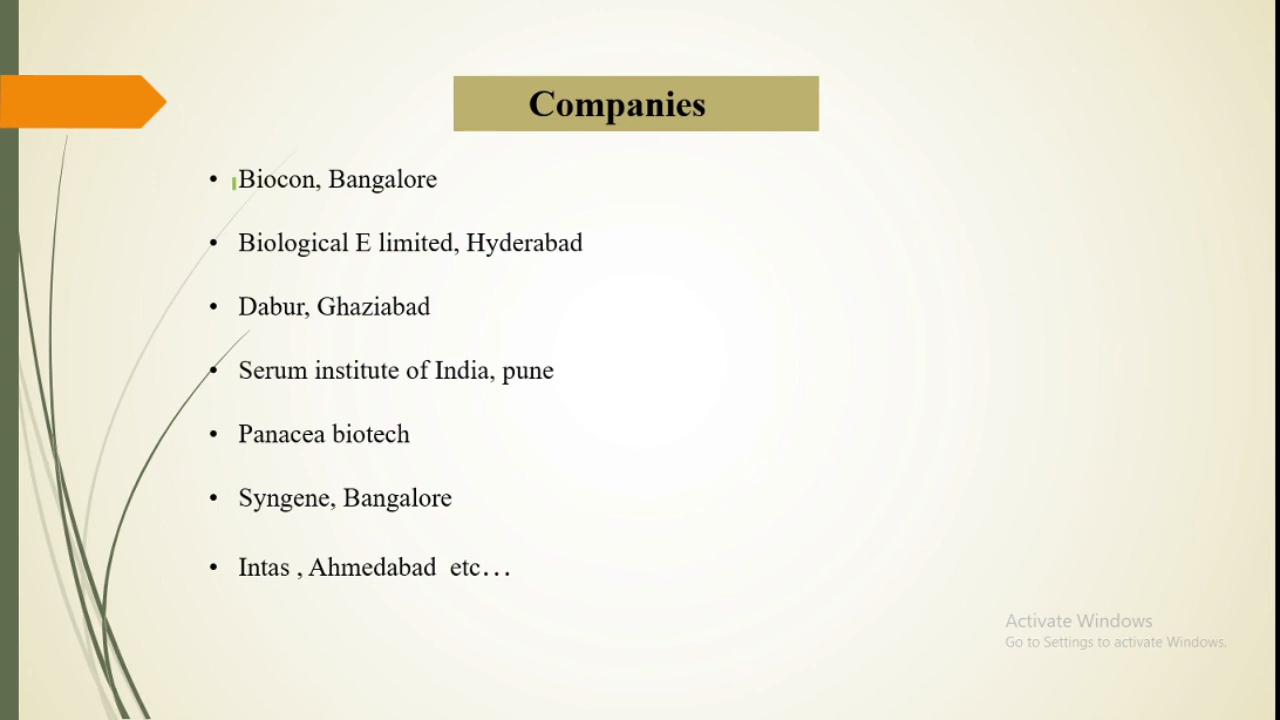 Companies
• Biocon, Bangalore
• Biological E limited, Hyderabad
• Dabur, Ghaziabad
• Serum institute of India, pune
• Panacea biotech
• Syngene, Bangalore
• Intas , Ahmedabad  etc…
Activate Windows
Go to Settings to activate Windows.